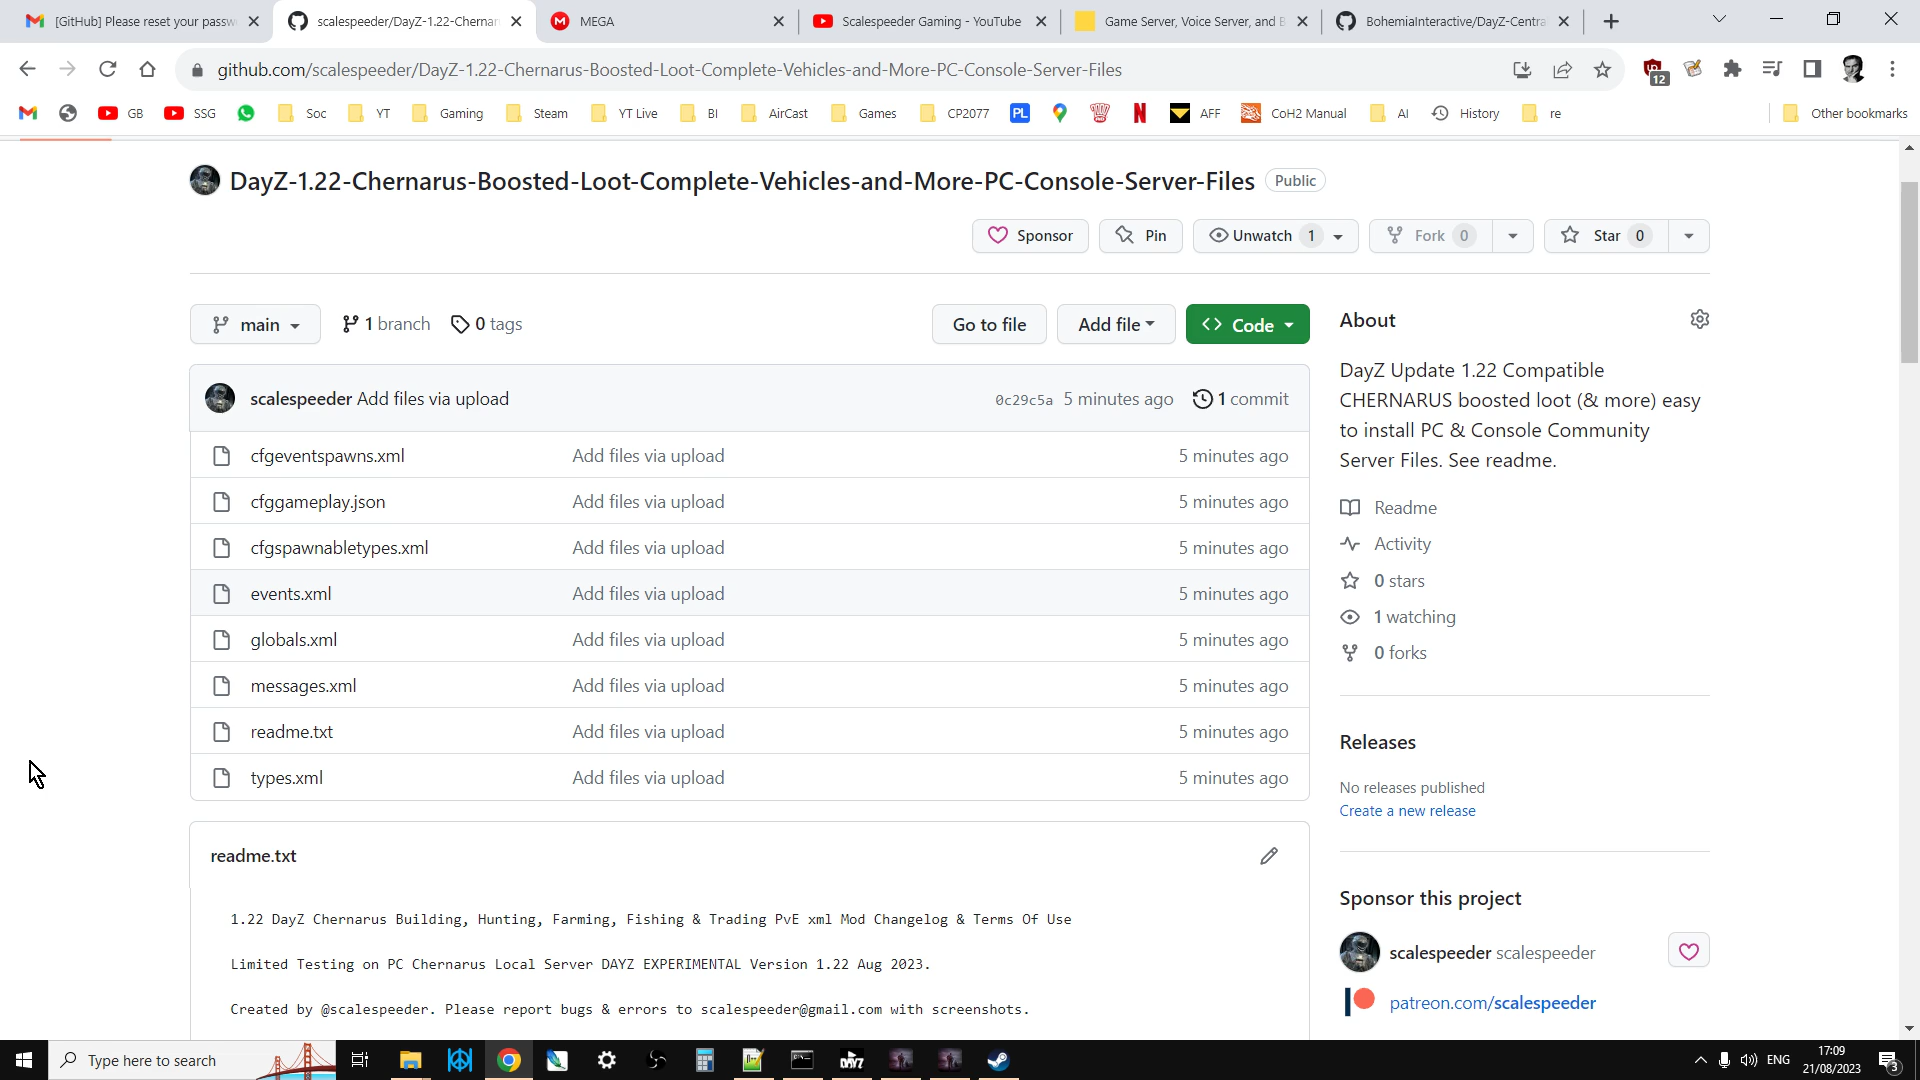 [GitHub] Please reset your passw
scalespeeder/DayZ-1.22-Chernar
MEGA
Scalespeeder Gaming - YouTube
Game Server, Voice Server, and B
BohemiaInteractive/DayZ-Centra
github.com/scalespeeder/DayZ-1.22-Chernarus-Boosted-Loot-Complete-Vehicles-and-More-PC-Console-Server-Files
12
GB
SSG
Soc
YT
Gaming
Steam
YT Live
BI
AirCast
Games
CP2077
PL
AFF
CoH2 Manual
AI
History
re
Other bookmarks
DayZ-1.22-Chernarus-Boosted-Loot-Complete-Vehicles-and-More-PC-Console-Server-Files
Public
Sponsor
Pin
Unwatch 1
Fork 0
Star 0
main
1 branch
0 tags
Go to file
Add file
<> Code
scalespeeder Add files via upload
0c29c5a 5 minutes ago
1 commit
cfgeventspawns.xml Add files via upload 5 minutes ago
cfggameplay.json Add files via upload 5 minutes ago
cfgspawnabletypes.xml Add files via upload 5 minutes ago
events.xml Add files via upload 5 minutes ago
globals.xml Add files via upload 5 minutes ago
messages.xml Add files via upload 5 minutes ago
readme.txt Add files via upload 5 minutes ago
types.xml Add files via upload 5 minutes ago
readme.txt
1.22 DayZ Chernarus Building, Hunting, Farming, Fishing & Trading PvE xml Mod Changelog & Terms Of Use
Limited Testing on PC Chernarus Local Server DAYZ EXPERIMENTAL Version 1.22 Aug 2023.
Created by @scalespeeder. Please report bugs & errors to scalespeeder@gmail.com with screenshots.
About
DayZ Update 1.22 Compatible
CHERNARUS boosted loot (& more) easy
to install PC & Console Community
Server Files. See readme.
Readme
Activity
0 stars
1 watching
0 forks
Releases
No releases published
Create a new release
Sponsor this project
scalespeeder scalespeeder
patreon.com/scalespeeder
Type here to search
DAYZ
ENG
17:09
21/08/2023
3